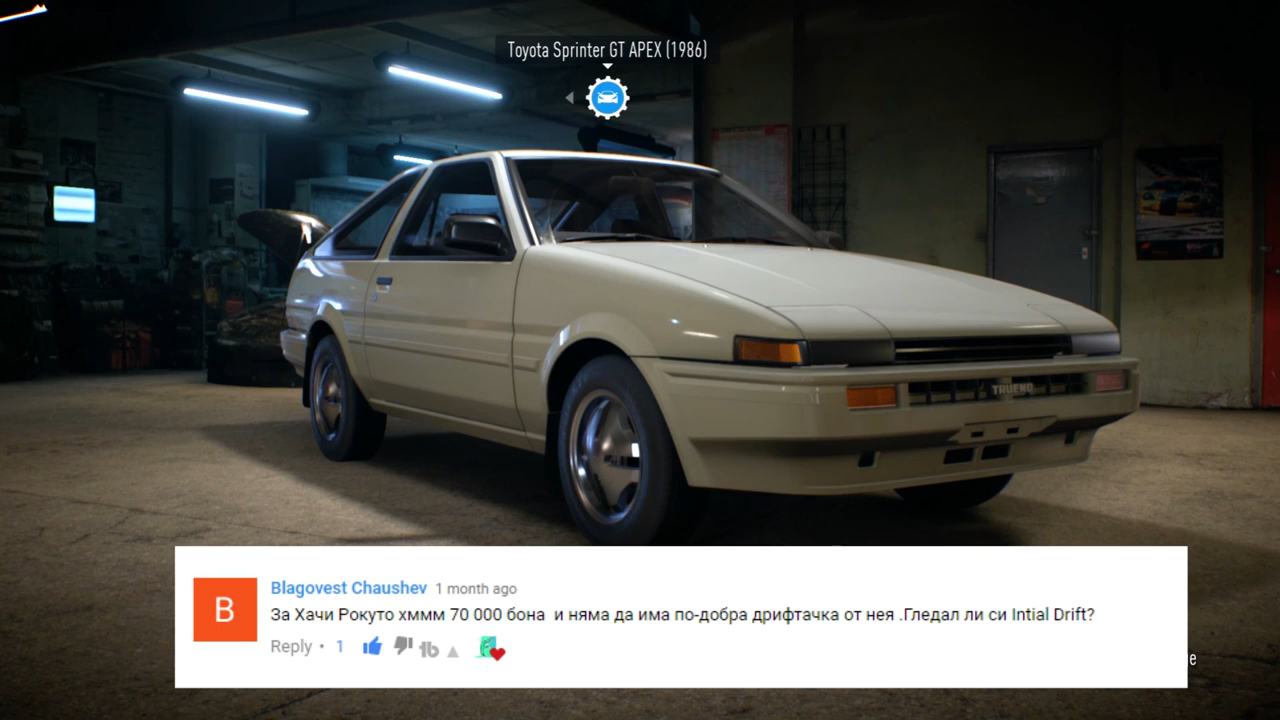 Toyota Sprinter GT APEX (1986)
TRUENO
Blagovest Chaushev 1 month ago
За Хачи Рокуто хммм 70 000 бона и няма да има по-добра дрифтачка от нея .Гледал ли си Intial Drift?
Reply • 1
B